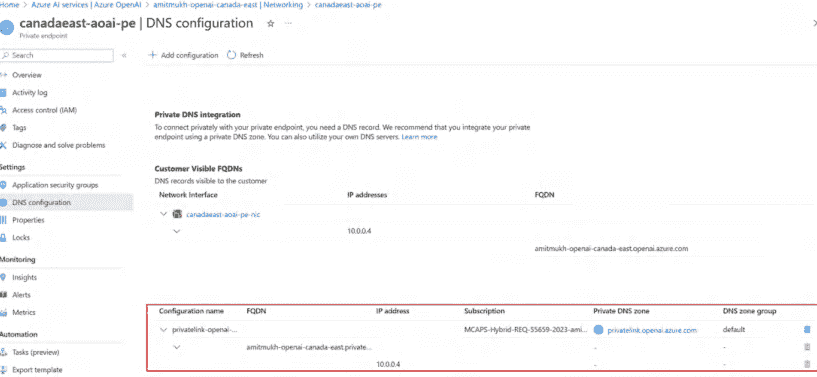 Home > Azure AI services | Azure OpenAI > amitmukh-openai-canada-east | Networking > canadaeast-aoai-pe
canadaeast-aoai-pe | DNS configuration
Private endpoint
Search
Add configuration Refresh
Overview
Activity log
Access control (IAM)
Tags
Diagnose and solve problems
Settings
Application security groups
DNS configuration
Properties
Locks
Monitoring
Insights
Alerts
Metrics
Automation
Tasks (preview)
Export template
Private DNS integration
To connect privately with your private endpoint, you need a DNS record. We recommend that you integrate your private
endpoint using a private DNS zone. You can also utilize your own DNS servers. Learn more
Customer Visible FQDNs
DNS records visible to the customer
Network Interface IP addresses FQDN
canadaeast-aoai-pe-nic
10.0.0.4
amitmukh-openai-canada-east.openai.azure.com
Configuration name FQDN IP address Subscription Private DNS zone DNS zone group
privatelink-openai-... MCAPS-Hybrid-REQ-55659-2023-ami... privatelink.openai.azure.com default
amitmukh-openai-canada-east.private... - -
10.0.0.4 - -